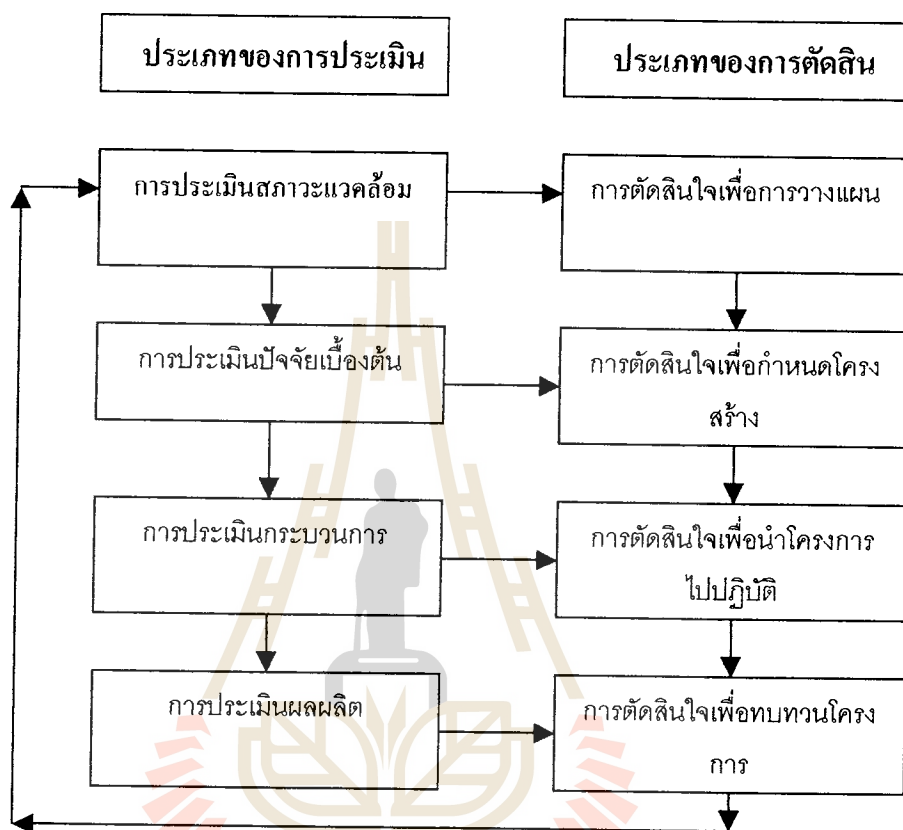 ประเภทของการประเมิน
ประเภทของการตัดสิน
การประเมินสภาวะแวคล้อม
การตัดสินใจเพื่อการวางแผน
การประเมินปัจจัยเบื้องต้น
การตัดสินใจเพื่อกำหนดโครง
สร้าง
การประเมินกระบวนการ
การตัดสินใจเพื่อนำโครงการ
ไปปฏิบัติ
การประเมินผลผลิต
การตัดสินใจเพื่อทบทวนโครง
การ